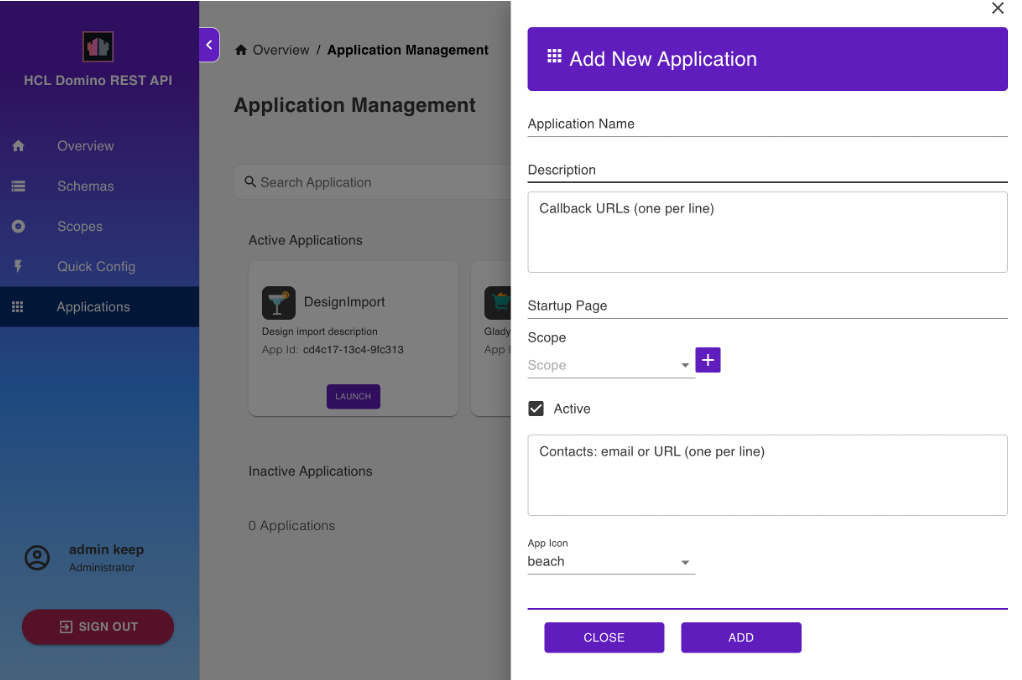 HCL Domino REST API
Overview
Schemas
Scopes
Quick Config
Applications
admin keep
Administrator
SIGN OUT
Overview / Application Management
Application Management
Search Application
Active Applications
DesignImport
Design import description
App Id: cd4c17-13c4-9fc313
LAUNCH
Glady
App I
Inactive Applications
0 Applications
Add New Application
Application Name
Description
Callback URLs (one per line)
Startup Page
Scope
Scope
Active
Contacts: email or URL (one per line)
App Icon
beach
CLOSE
ADD